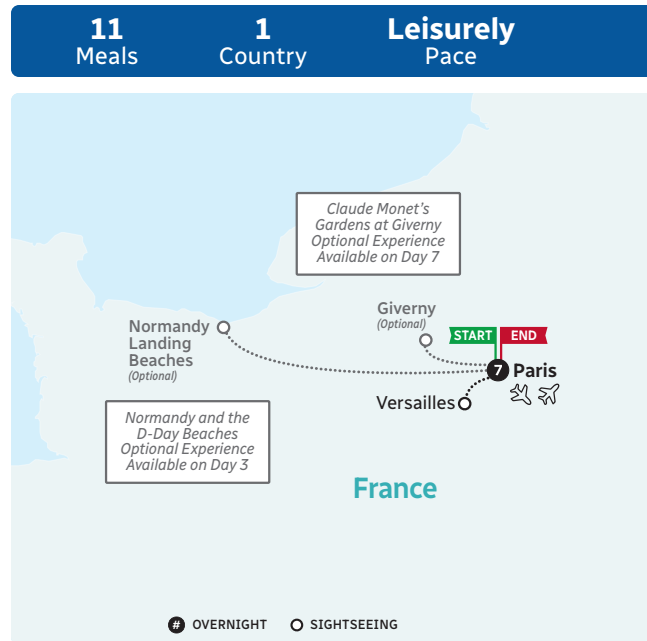 11
Meals
1
Country
Leisurely
Pace
Claude Monet's
Gardens at Giverny
Optional Experience
Available on Day 7
Normandy
Landing
Beaches
(Optional)
Giverny
(Optional)
START
END
7
Paris
Versailles
Normandy and the
D-Day Beaches
Optional Experience
Available on Day 3
France
# OVERNIGHT
SIGHTSEEING